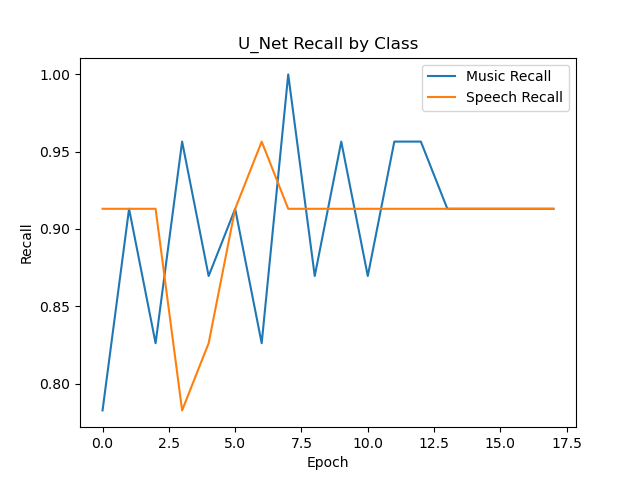 U_Net Recall by Class
Music Recall
Speech Recall
1.00
0.95
0.90
0.85
0.80
Recall
0.0 2.5 5.0 7.5 10.0 12.5 15.0 17.5
Epoch